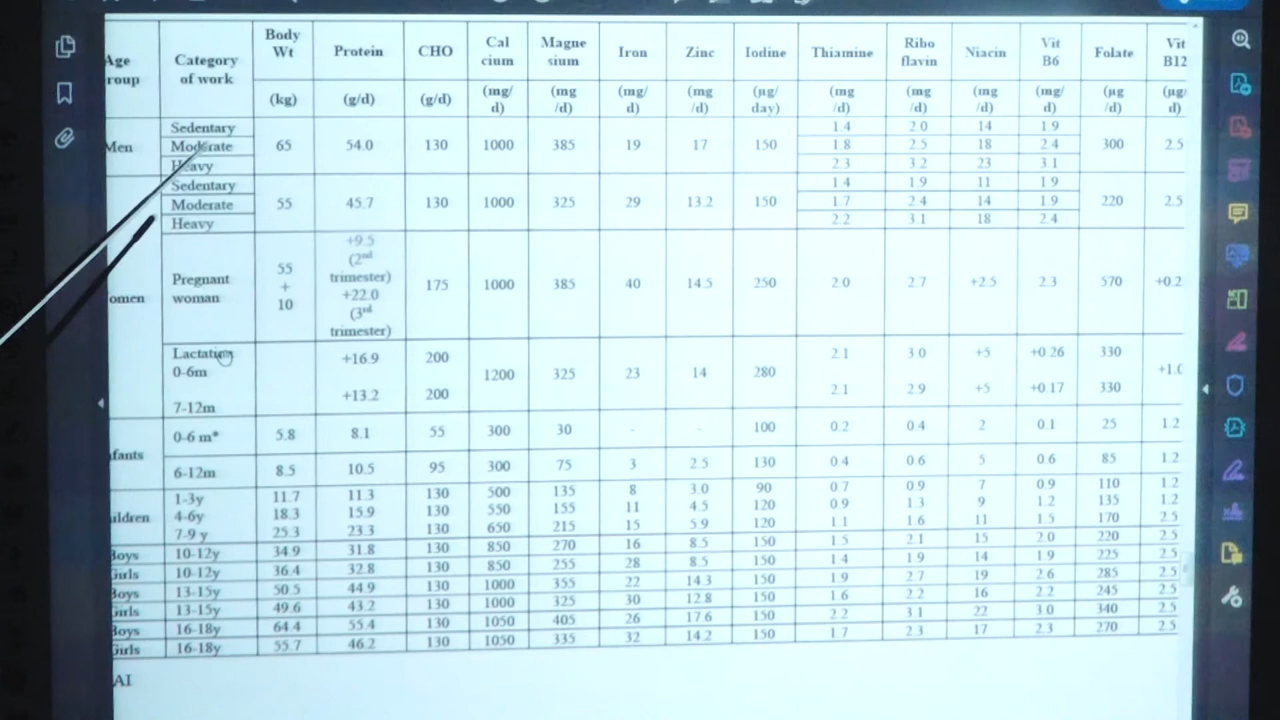 Age Group Category of work Body Wt Protein CHO Cal cium Magne sium Iron Zinc Iodine Thiamine Ribo flavin Niacin Vit B6 Folate Vit B12
(kg) (g/d) (g/d) (mg/ d) (mg /d) (mg/ d) (mg/ d) (µg/ day) (mg /d) (mg /d) (mg /d) (mg/ d) (µg /d) (µg/ d)
Men Sedentary 65 54.0 130 1000 385 19 17 150 1.4 2.0 14 1.9 300 2.5
Moderate 1.8 2.5 18 2.4
Heavy 2.3 3.2 23 3.1
Sedentary 55 45.7 130 1000 325 29 13.2 150 1.4 1.9 11 1.9 220 2.5
Moderate 1.7 2.4 14 1.9
Heavy 2.2 3.1 18 2.4
omen Pregnant woman 55 + 10 +9.5 (2nd trimester) +22.0 (3rd trimester) 175 1000 385 40 14.5 250 2.0 2.7 +2.5 2.3 570 +0.2
Lactation 0-6m +16.9 200 1200 325 23 14 280 2.1 3.0 +5 +0.26 330 +1.0
7-12m +13.2 200 2.1 2.9 +5 +0.17 330
fants 0-6 m* 5.8 8.1 55 300 30 - - 100 0.2 0.4 2 0.1 25 1.2
6-12m 8.5 10.5 95 300 75 3 2.5 130 0.4 0.6 5 0.6 85 1.2
ildren 1-3y 11.7 11.3 130 500 135 8 3.0 90 0.7 0.9 7 0.9 110 1.2
4-6y 18.3 15.9 130 550 155 11 4.5 120 0.9 1.3 9 1.2 135 1.2
7-9 y 25.3 23.3 130 650 215 15 5.9 120 1.1 1.6 11 1.5 170 2.5
Boys 10-12y 34.9 31.8 130 850 270 16 8.5 150 1.5 2.1 15 2.0 220 2.5
Girls 10-12y 36.4 32.8 130 850 255 28 8.5 150 1.4 1.9 14 1.9 225 2.5
Boys 13-15y 50.5 44.9 130 1000 355 22 14.3 150 1.9 2.7 19 2.6 285 2.5
Girls 13-15y 49.6 43.2 130 1000 325 30 12.8 150 1.6 2.2 16 2.2 245 2.5
Boys 16-18y 64.4 55.4 130 1050 405 26 17.6 150 2.2 3.1 22 3.0 340 2.5
Girls 16-18y 55.7 46.2 130 1050 335 32 14.2 150 1.7 2.3 17 2.3 270 2.5
AI